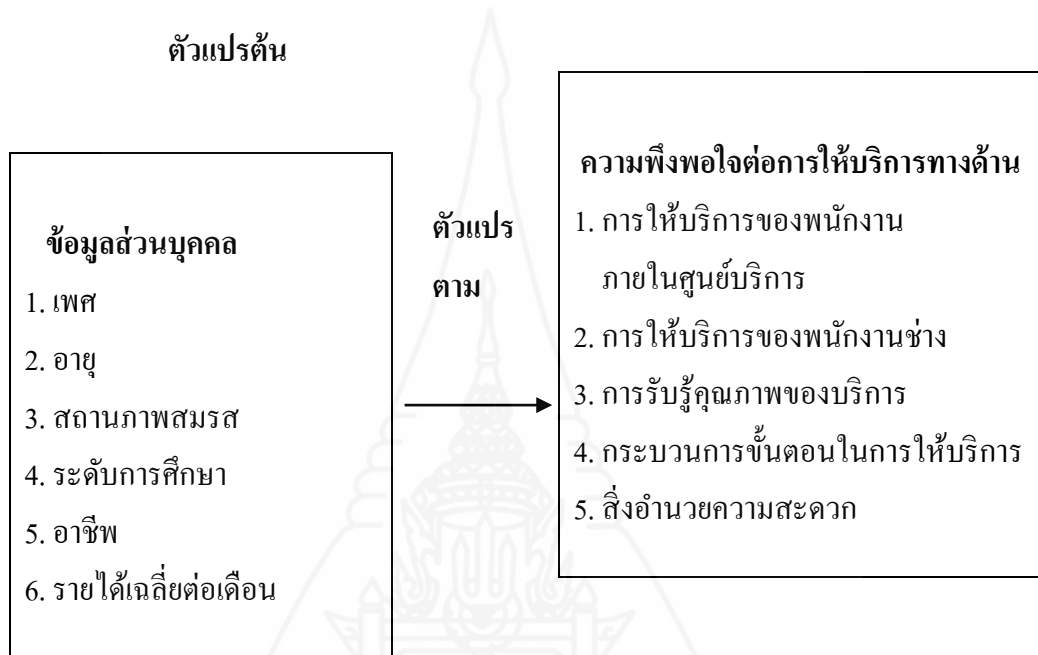 ตัวแปรต้น
ข้อมูลส่วนบุคคล
1. เพศ
2. อายุ
3. สถานภาพสมรส
4. ระดับการศึกษา
5. อาชีพ
6. รายได้เฉลี่ยต่อเดือน
ตัวแปร
ตาม
ความพึงพอใจต่อการให้บริการทางด้าน
1. การให้บริการของพนักงาน
ภายในศูนย์บริการ
2. การให้บริการของพนักงานช่าง
3. การรับรู้คุณภาพของบริการ
4. กระบวนการขั้นตอนในการให้บริการ
5. สิ่งอำนวยความสะดวก